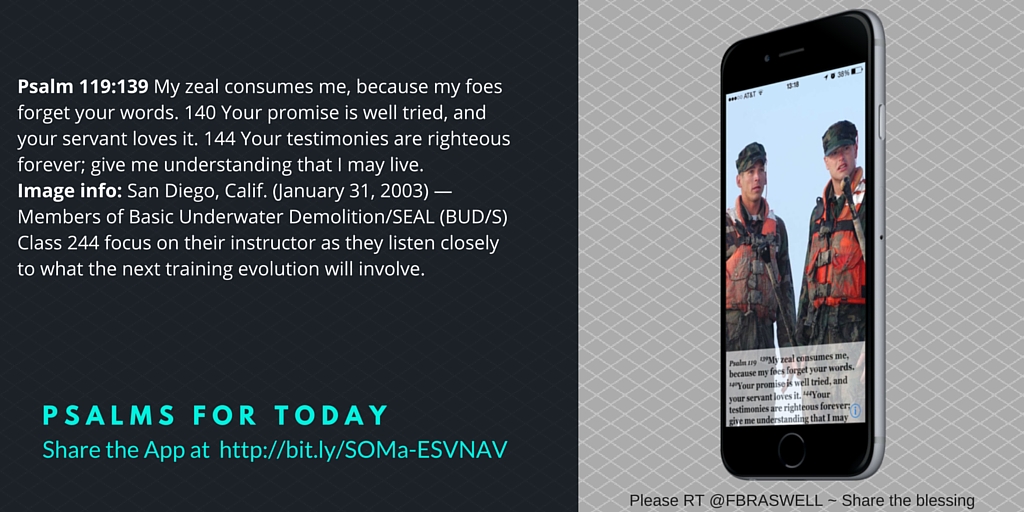 Psalm 119:139 My zeal consumes me, because my foes
forget your words. 140 Your promise is well tried, and
your servant loves it. 144 Your testimonies are righteous
forever; give me understanding that I may live.
Image info: San Diego, Calif. (January 31, 2003) —
Members of Basic Underwater Demolition/SEAL (BUD/S)
Class 244 focus on their instructor as they listen closely
to what the next training evolution will involve.
PSALMS FOR TODAY
Share the App at http://bit.ly/SOMa-ESVNAV
AT&T 13:18 38%
Psalm 119 139My zeal consumes me,
because my foes forget your words.
140Your promise is well tried, and
your servant loves it. 144Your
testimonies are righteous forever;
give me understanding that I may
Please RT @FBRASWELL ~ Share the blessing